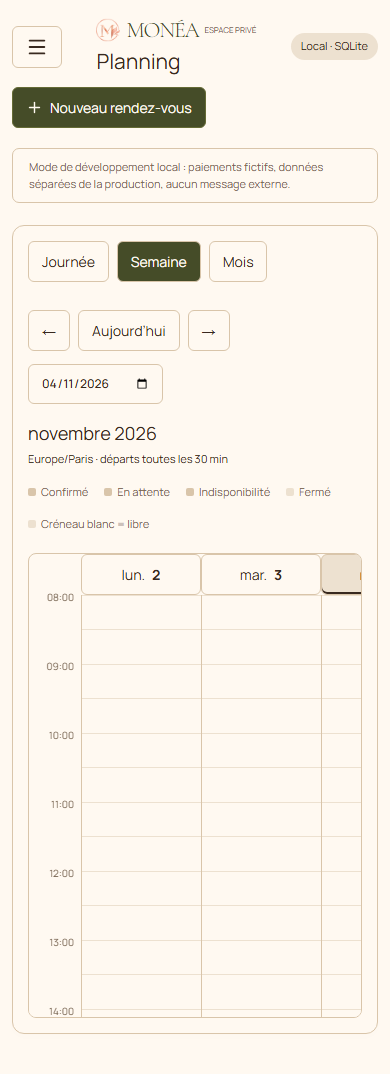 MONÉA ESPACE PRIVÉ
Planning
Local · SQLite
+ Nouveau rendez-vous
Mode de développement local : paiements fictifs, données
séparées de la production, aucun message externe.
Journée Semaine Mois
← Aujourd’hui →
04/11/2026
novembre 2026
Europe/Paris · départs toutes les 30 min
Confirmé En attente Indisponibilité Fermé
Créneau blanc = libre
lun. 2 mar. 3
08:00
09:00
10:00
11:00
12:00
13:00
14:00